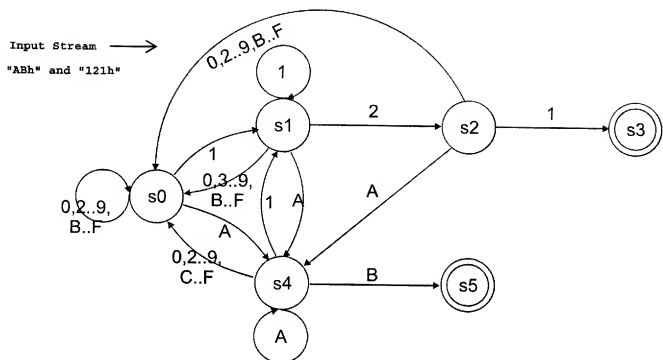 Input Stream
"ABh" and "121h"
0,2..9,B..F
1
s1
2
s2
1
s3
1
0,3..9,
B..F
s0
0,2..9,
B..F
1
A
A
A
0,2..9,
C..F
s4
B
s5
A